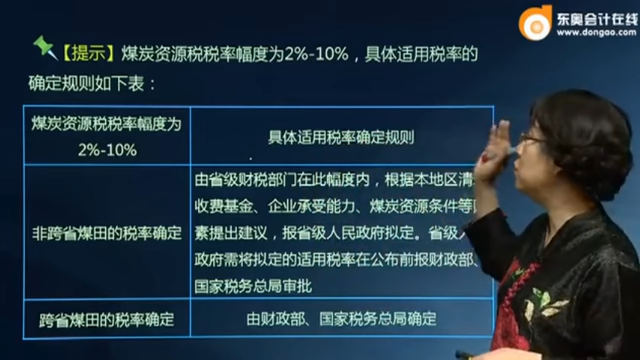 东奥会计在线
www.dongao.com
【提示】煤炭资源税税率幅度为2%-10%，具体适用税率的
确定规则如下表：
煤炭资源税税率幅度为
2%-10%
具体适用税率确定规则
非跨省煤田的税率确定
由省级财税部门在此幅度内，根据本地区清
收费基金、企业承受能力、煤炭资源条件等
素提出建议，报省级人民政府拟定。省级
政府需将拟定的适用税率在公布前报财政部、
国家税务总局审批
跨省煤田的税率确定
由财政部、国家税务总局确定